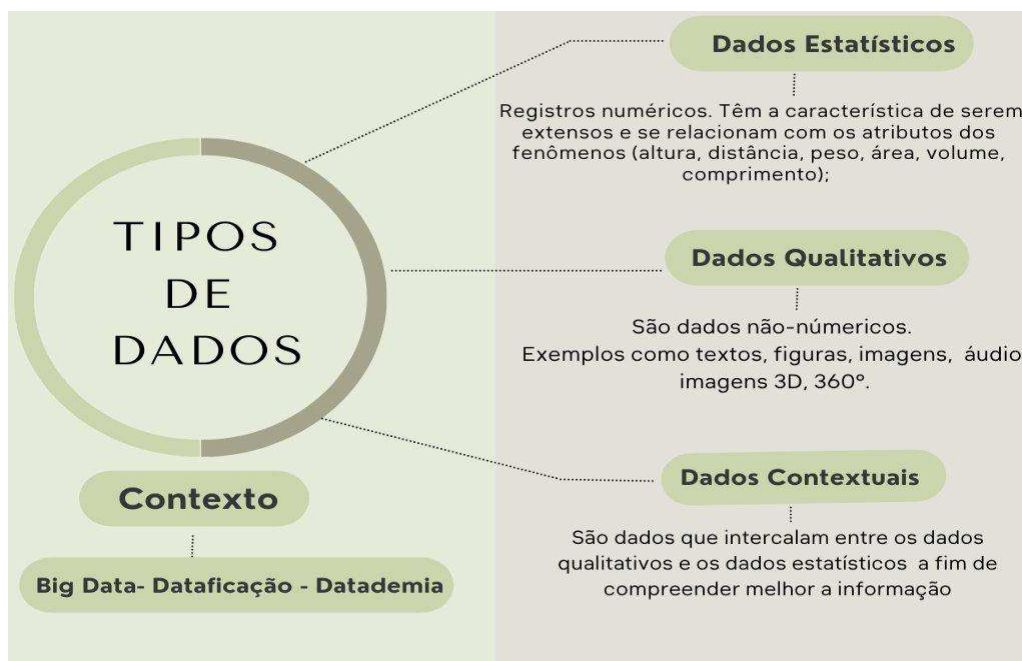 TIPOS
DE
DADOS
Contexto
Big Data- Dataficação - Datademia
Dados Estatísticos
Registros numéricos. Têm a característica de serem
extensos e se relacionam com os atributos dos
fenômenos (altura, distância, peso, área, volume,
comprimento);
Dados Qualitativos
São dados não-númericos.
Exemplos como textos, figuras, imagens, áudio
imagens 3D, 360°.
Dados Contextuais
São dados que intercalam entre os dados
qualitativos e os dados estatísticos a fim de
compreender melhor a informação